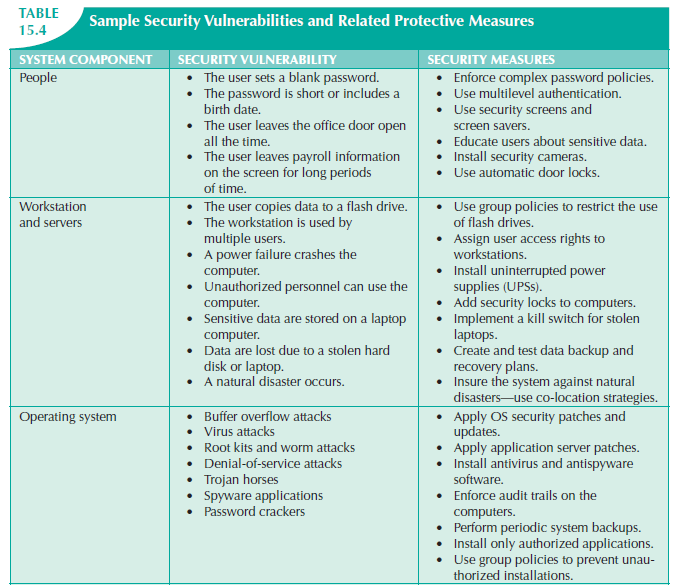 TABLE
15.4
Sample Security Vulnerabilities and Related Protective Measures
SYSTEM COMPONENT
SECURITY VULNERABILITY
SECURITY MEASURES
People
• The user sets a blank password.
• The password is short or includes a
birth date.
• The user leaves the office door open
all the time.
• The user leaves payroll information
on the screen for long periods
of time.
• Enforce complex password policies.
• Use multilevel authentication.
• Use security screens and
screen savers.
• Educate users about sensitive data.
• Install security cameras.
• Use automatic door locks.
Workstation
and servers
• The user copies data to a flash drive.
• The workstation is used by
multiple users.
• A power failure crashes the
computer.
• Unauthorized personnel can use the
computer.
• Sensitive data are stored on a laptop
computer.
• Data are lost due to a stolen hard
disk or laptop.
• A natural disaster occurs.
• Use group policies to restrict the use
of flash drives.
• Assign user access rights to
workstations.
• Install uninterrupted power
supplies (UPSs).
• Add security locks to computers.
• Implement a kill switch for stolen
laptops.
• Create and test data backup and
recovery plans.
• Insure the system against natural
disasters—use co-location strategies.
Operating system
• Buffer overflow attacks
• Virus attacks
• Root kits and worm attacks
• Denial-of-service attacks
• Trojan horses
• Spyware applications
• Password crackers
• Apply OS security patches and
updates.
• Apply application server patches.
• Install antivirus and antispyware
software.
• Enforce audit trails on the
computers.
• Perform periodic system backups.
• Install only authorized applications.
• Use group policies to prevent unau-
thorized installations.